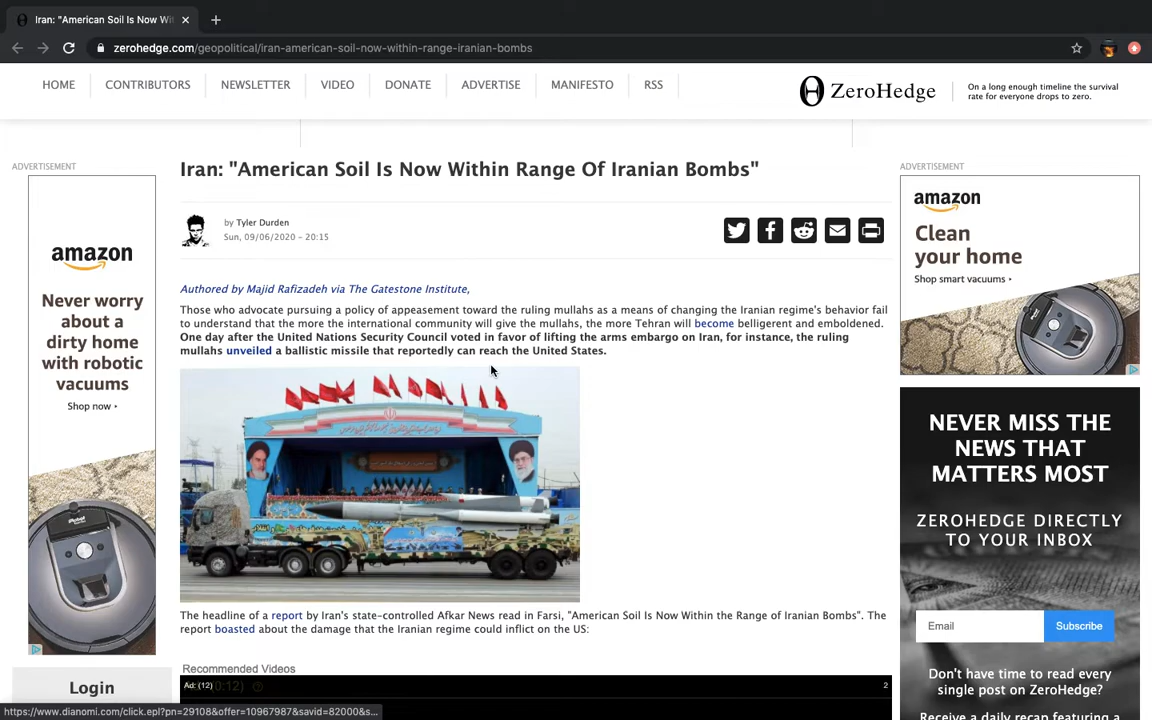 Iran: "American Soil Is Now Wit
zerohedge.com/geopolitical/iran-american-soil-now-within-range-iranian-bombs
HOME
CONTRIBUTORS
NEWSLETTER
VIDEO
DONATE
ADVERTISE
MANIFESTO
RSS
ZeroHedge
On a long enough timeline the survival
rate for everyone drops to zero.
ADVERTISEMENT
amazon
Never worry
about a
dirty home
with robotic
vacuums
Shop now
Login
Iran: "American Soil Is Now Within Range Of Iranian Bombs"
by Tyler Durden
Sun, 09/06/2020 - 20:15
Authored by Majid Rafizadeh via The Gatestone Institute,
Those who advocate pursuing a policy of appeasement toward the ruling mullahs as a means of changing the Iranian regime's behavior fail
to understand that the more the international community will give the mullahs, the more Tehran will become belligerent and emboldened.
One day after the United Nations Security Council voted in favor of lifting the arms embargo on Iran, for instance, the ruling
mullahs unveiled a ballistic missile that reportedly can reach the United States.
The headline of a report by Iran's state-controlled Afkar News read in Farsi, "American Soil Is Now Within the Range of Iranian Bombs". The
report boasted about the damage that the Iranian regime could inflict on the US:
Recommended Videos
Ad: (12)
2
ADVERTISEMENT
amazon
Clean
your home
Shop smart vacuums
NEVER MISS THE
NEWS THAT
MATTERS MOST
ZEROHEDGE DIRECTLY
TO YOUR INBOX
Email
Subscribe
Don't have time to read every
single post on ZeroHedge?
Receive a daily recap featuring a
https://www.dianomi.com/click.epl?pn=29108&offer=10967987&savid=82000&s...